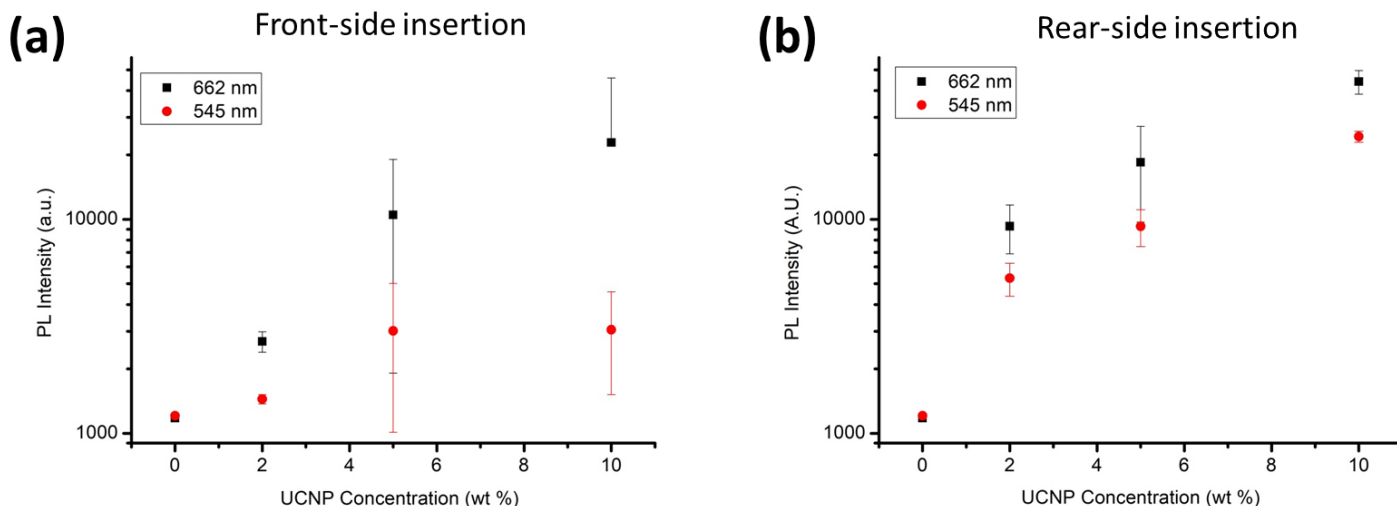 (a)
Front-side insertion
662 nm
545 nm
PL Intensity (a.u.)
10000
1000
0 2 4 6 8 10
UCNP Concentration (wt %)
(b)
Rear-side insertion
662 nm
545 nm
PL Intensity (A.U.)
10000
1000
0 2 4 6 8 10
UCNP Concentration (wt %)